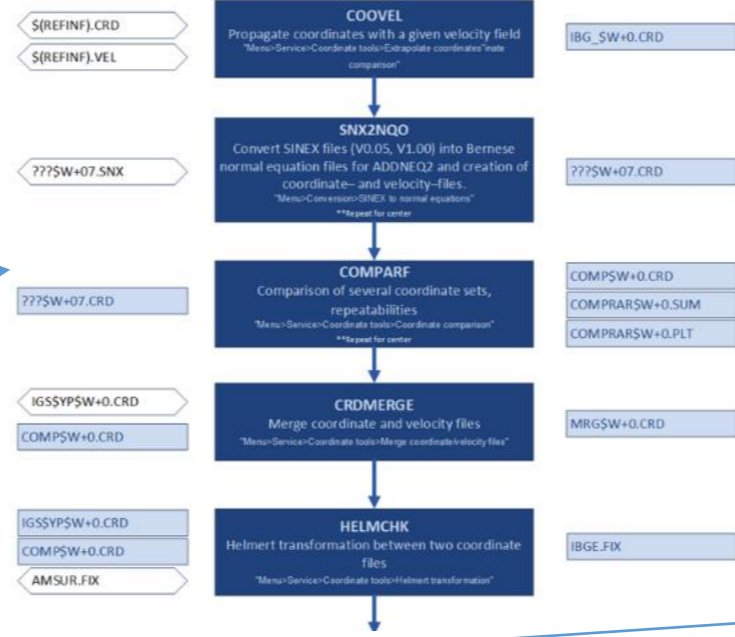 $(REFINF).CRD
$(REFINF).VEL
COOVEL
Propagate coordinates with a given velocity field
"Menu>Service>Coordinate tools>Extrapolate coordinates"inate
comparison"
IBG_$W+0.CRD
???$W+07.SNX
SNX2NQ0
Convert SINEX files (V0.05, V1.00) into Bernese
normal equation files for ADDNEQ2 and creation of
coordinate– and velocity–files.
"Menu>Conversion>SINEX to normal equations"
**Repeat for center
???$W+07.CRD
???$W+07.CRD
COMPARF
Comparison of several coordinate sets,
repeatabilities
"Menu>Service>Coordinate tools>Coordinate comparison"
**Repeat for center
COMP$W+0.CRD
COMPRAR$W+0.SUM
COMPRAR$W+0.PLT
IGS$YP$W+0.CRD
COMP$W+0.CRD
CRDMERGE
Merge coordinate and velocity files
"Menu>Service>Coordinate tools>Merge coordinate/velocity files"
MRG$W+0.CRD
IGS$YP$W+0.CRD
COMP$W+0.CRD
AMSUR.FIX
HELMCHK
Helmert transformation between two coordinate
files
"Menu>Service>Coordinate tools>Helmert transformation"
IBGE.FIX